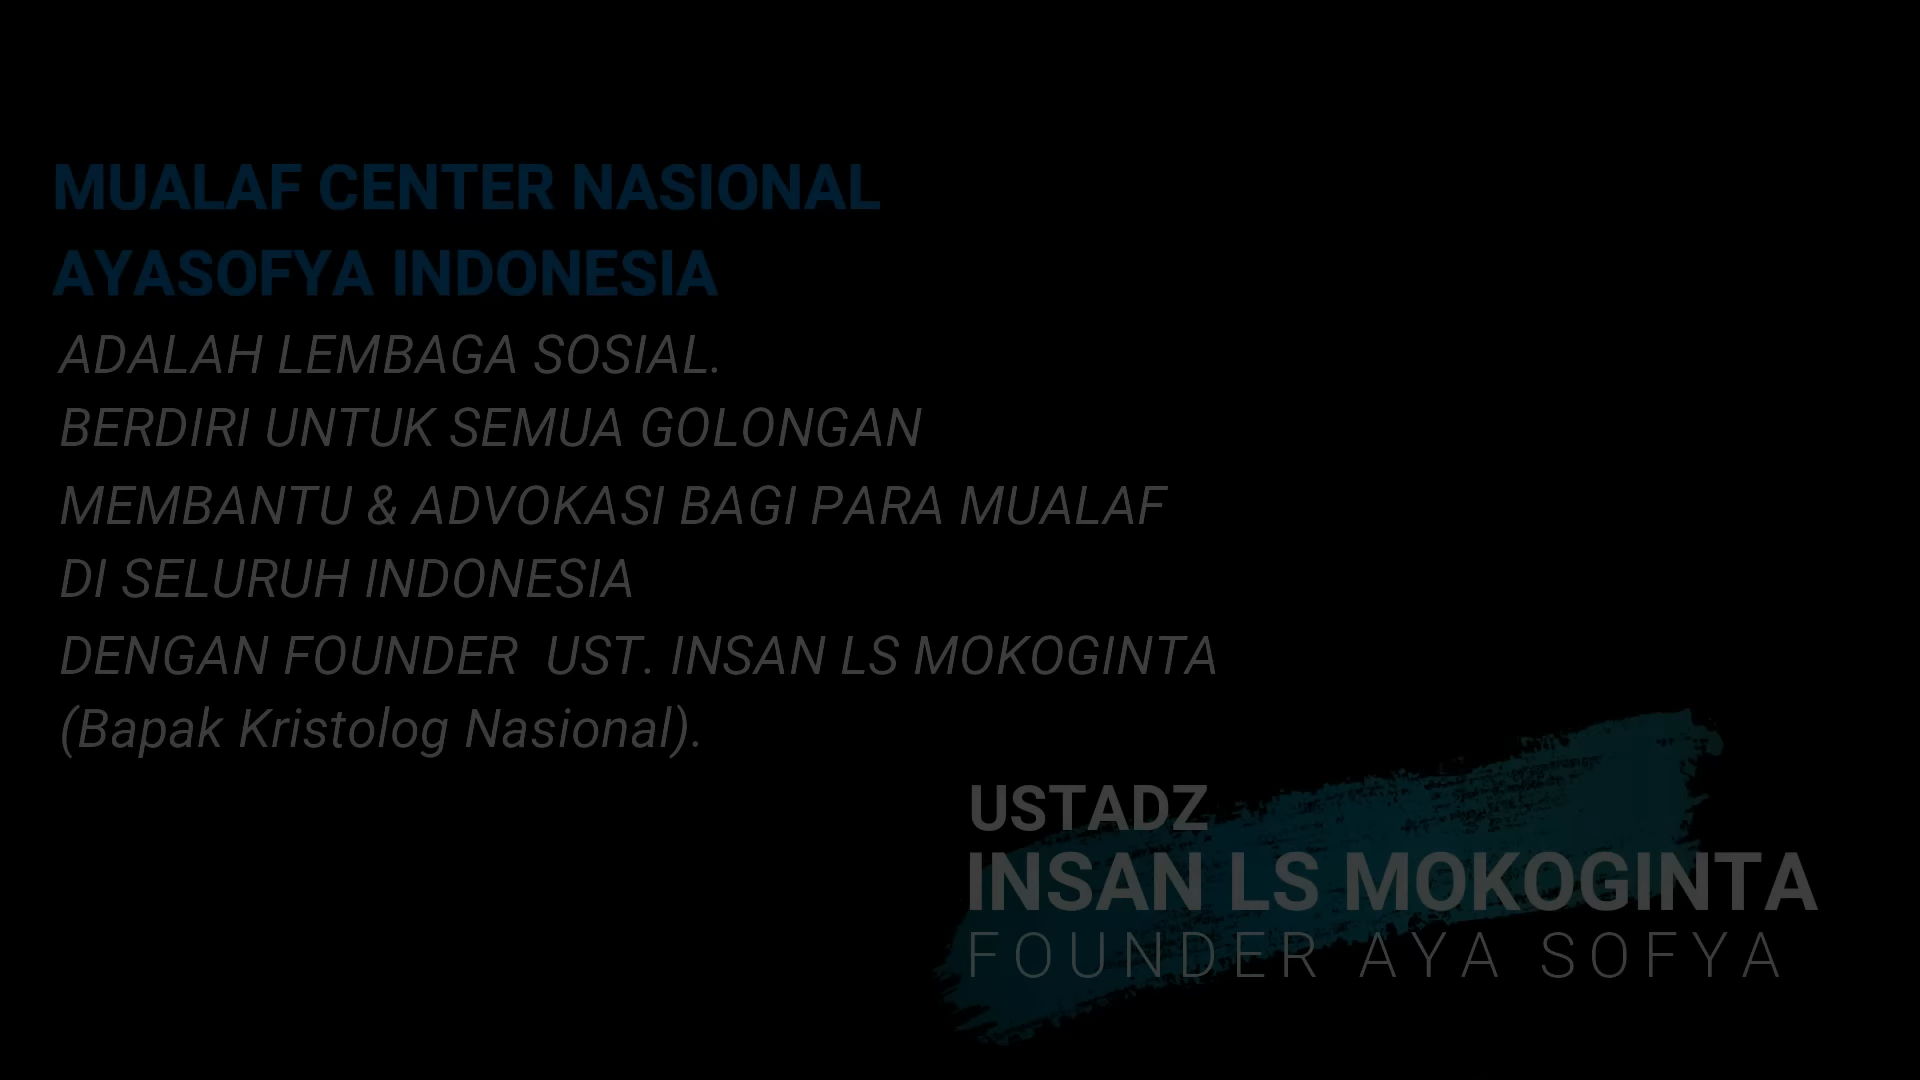 MUALAF CENTER NASIONAL
AYASOFYA INDONESIA
ADALAH LEMBAGA SOSIAL.
BERDIRI UNTUK SEMUA GOLONGAN
MEMBANTU & ADVOKASI BAGI PARA MUALAF
DI SELURUH INDONESIA
DENGAN FOUNDER UST. INSAN LS MOKOGINTA
(Bapak Kristolog Nasional).
USTADZ
INSAN LS MOKOGINTA
FOUNDER AYA SOFYA